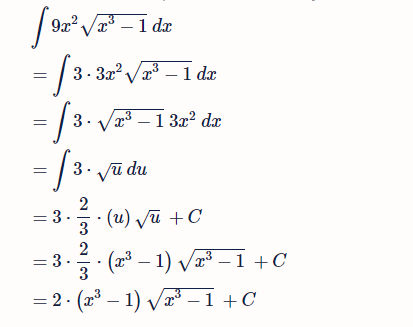 ∫ 9x² √(x³ − 1) dx
= ∫ 3 · 3x² √(x³ − 1) dx
= ∫ 3 · √(x³ − 1) 3x² dx
= ∫ 3 · √u du
= 3 · 2/3 · (u) √u + C
= 3 · 2/3 · (x³ − 1) √(x³ − 1) + C
= 2 · (x³ − 1) √(x³ − 1) + C